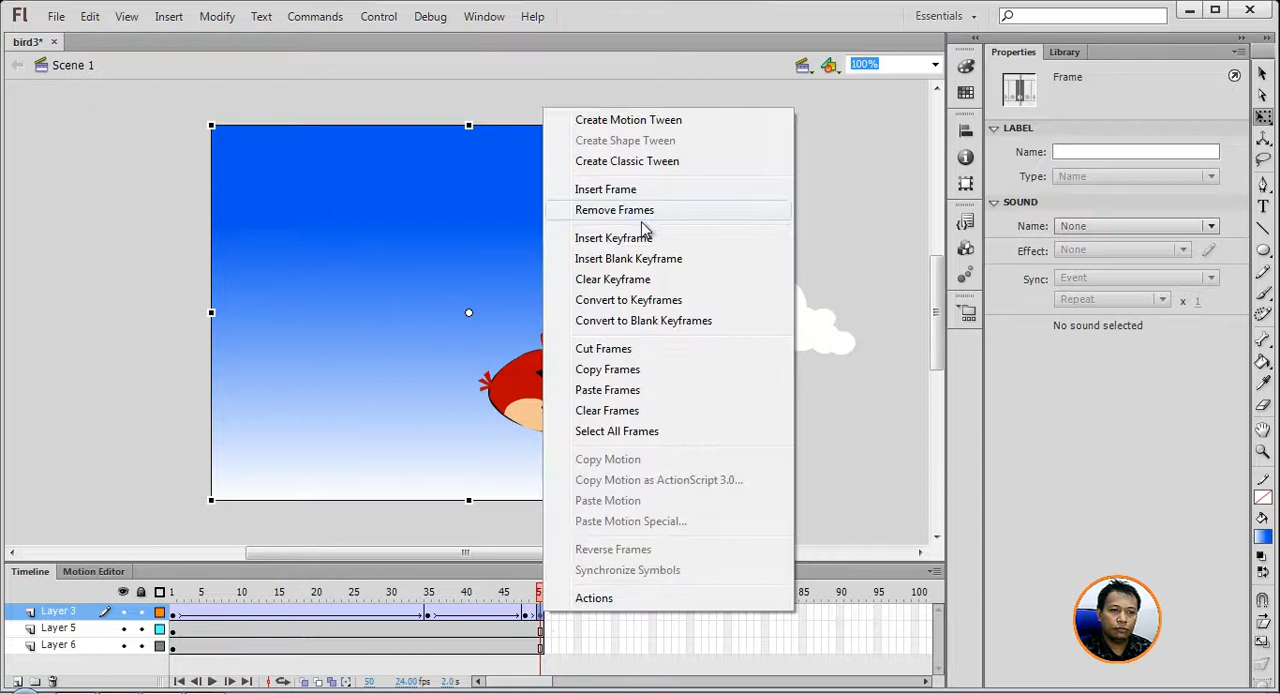 Fl File Edit View Insert Modify Text Commands Control Debug Window Help Essentials
bird3* ×
Scene 1 100%
Properties Library
Frame
LABEL
Name:
Type: Name
SOUND
Name: None
Effect: None
Sync: Event
Repeat x 1
No sound selected
Create Motion Tween
Create Shape Tween
Create Classic Tween
Insert Frame
Remove Frames
Insert Keyframe
Insert Blank Keyframe
Clear Keyframe
Convert to Keyframes
Convert to Blank Keyframes
Cut Frames
Copy Frames
Paste Frames
Clear Frames
Select All Frames
Copy Motion
Copy Motion as ActionScript 3.0...
Paste Motion
Paste Motion Special...
Reverse Frames
Synchronize Symbols
Actions
Timeline Motion Editor
1 5 10 15 20 25 30 35 40 45 5 80 85 90 95 100
Layer 3
Layer 5
Layer 6
50 24.00 fps 2.0 s